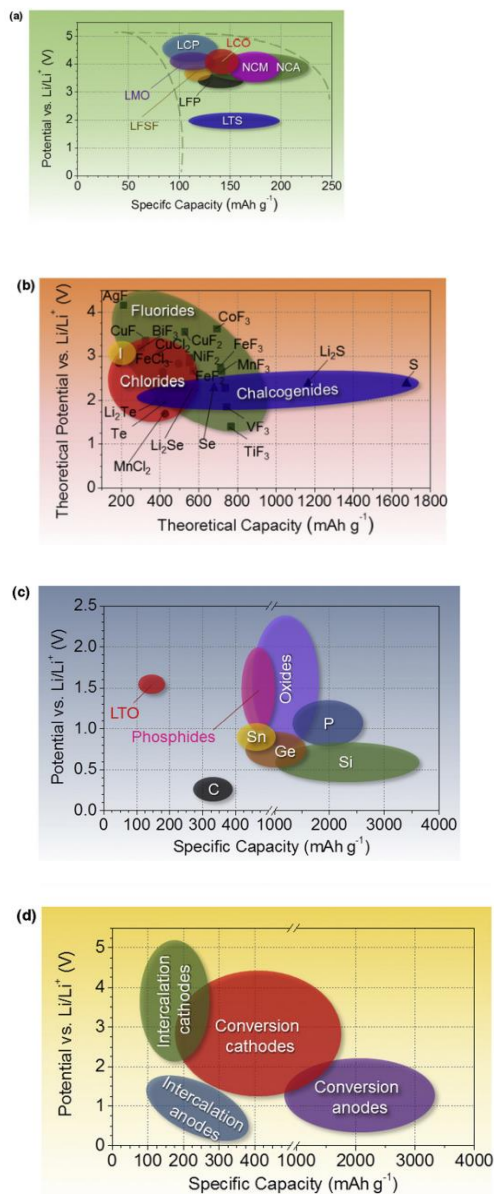 (a)
Potential vs. Li/Li⁺ (V)
5
4
3
2
1
0
LCP
LCO
NCM
NCA
LMO
LFP
LFSF
LTS
0
50
100
150
200
250
Specifc Capacity (mAh g⁻¹)
(b)
Theoretical Potential vs. Li/Li⁺ (V)
4
3
2
1
0
AgF
Fluorides
CoF₃
CuF
BiF₃
CuCl₂
CuF₂
FeF₃
I
Li₂S
S
FeCl₃
NiF₂
MnF₃
Chlorides
FeF₂
Chalcogenides
Li₂Te
Te
Li₂Se
Se
VF₃
MnCl₂
TiF₃
200
400
600
800
1000
1200
1400
1600
1800
Theoretical Capacity (mAh g⁻¹)
(c)
Potential vs. Li/Li⁺ (V)
2.5
2.0
1.5
1.0
0.5
0.0
LTO
Phosphides
Oxides
P
Sn
Ge
Si
C
0
100
200
300
400
1000
2000
3000
4000
Specific Capacity (mAh g⁻¹)
(d)
Potential vs. Li/Li⁺ (V)
5
4
3
2
1
0
Intercalation
cathodes
Conversion
cathodes
Intercalation
anodes
Conversion
anodes
0
100
200
300
400
1000
2000
3000
4000
Specific Capacity (mAh g⁻¹)